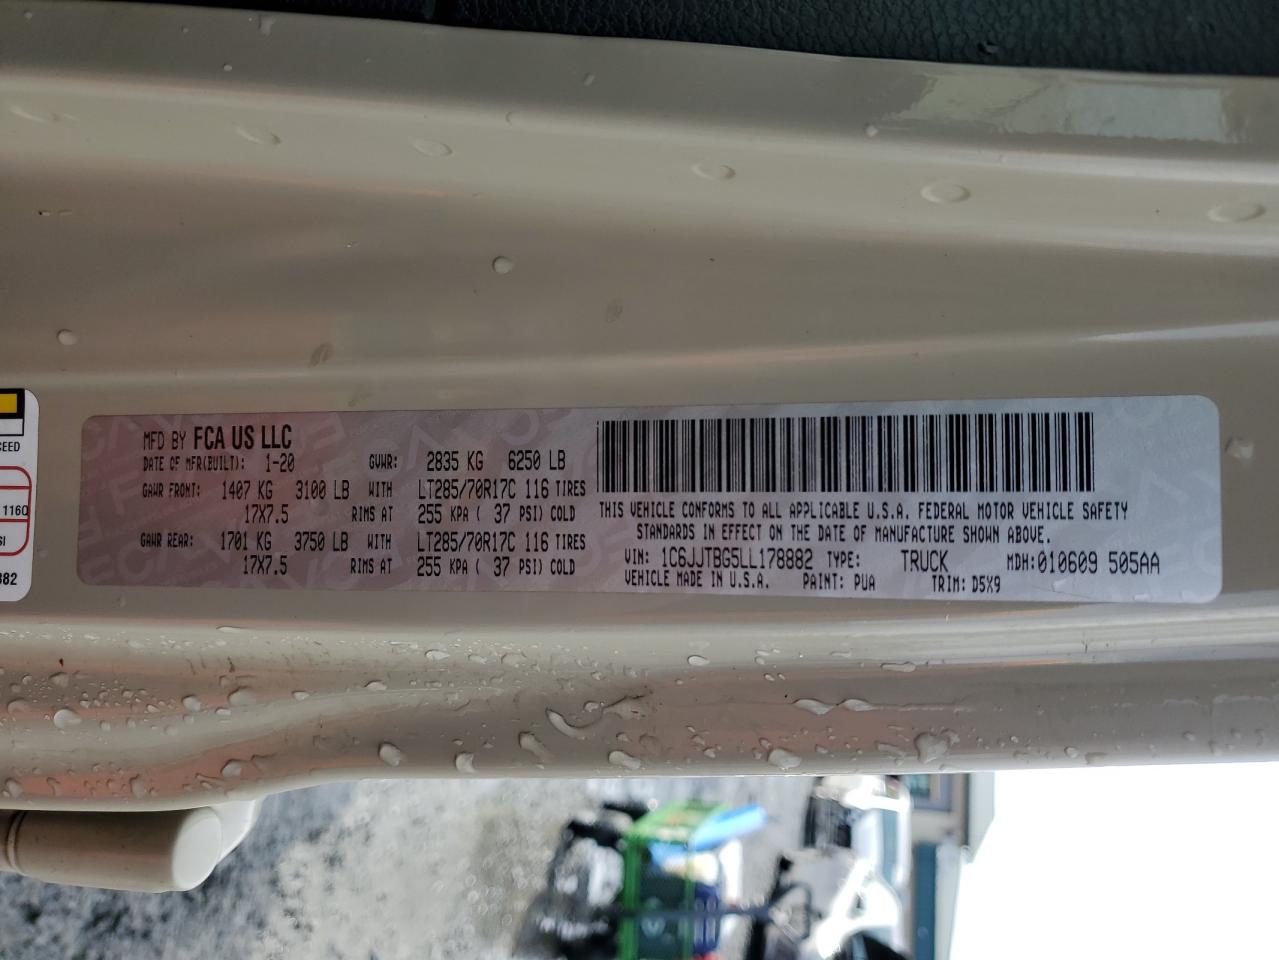 MFD BY FCA US LLC
DATE OF MFR(BUILT): 1-20 GVWR: 2835 KG 6250 LB
GAWR FRONT: 1407 KG 3100 LB WITH LT285/70R17C 116 TIRES
17X7.5 RIMS AT 255 KPA ( 37 PSI) COLD
GAWR REAR: 1701 KG 3750 LB WITH LT285/70R17C 116 TIRES
17X7.5 RIMS AT 255 KPA ( 37 PSI) COLD
THIS VEHICLE CONFORMS TO ALL APPLICABLE U.S.A. FEDERAL MOTOR VEHICLE SAFETY
STANDARDS IN EFFECT ON THE DATE OF MANUFACTURE SHOWN ABOVE.
VIN: 1C6JJTBG5LL178882 TYPE: TRUCK MDH:010609 505AA
VEHICLE MADE IN U.S.A. PAINT: PUA TRIM: D5X9
CEED
116Q
SI
382